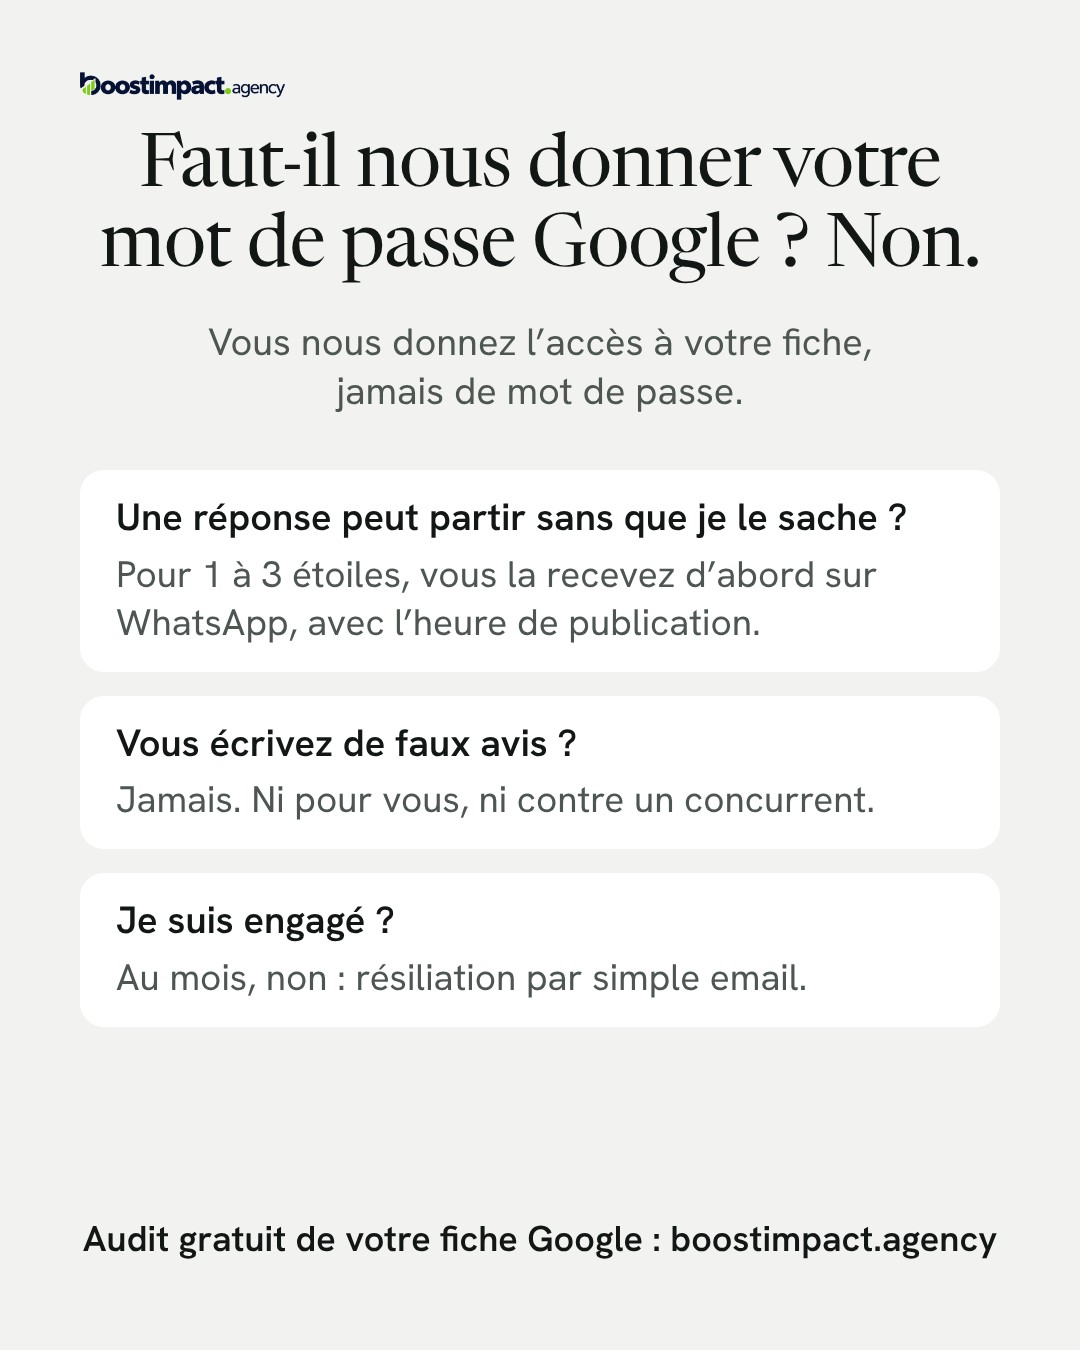 boostimpact.agency
Faut-il nous donner votre
mot de passe Google ? Non.
Vous nous donnez l’accès à votre fiche,
jamais de mot de passe.
Une réponse peut partir sans que je le sache ?
Pour 1 à 3 étoiles, vous la recevez d’abord sur
WhatsApp, avec l’heure de publication.
Vous écrivez de faux avis ?
Jamais. Ni pour vous, ni contre un concurrent.
Je suis engagé ?
Au mois, non : résiliation par simple email.
Audit gratuit de votre fiche Google : boostimpact.agency